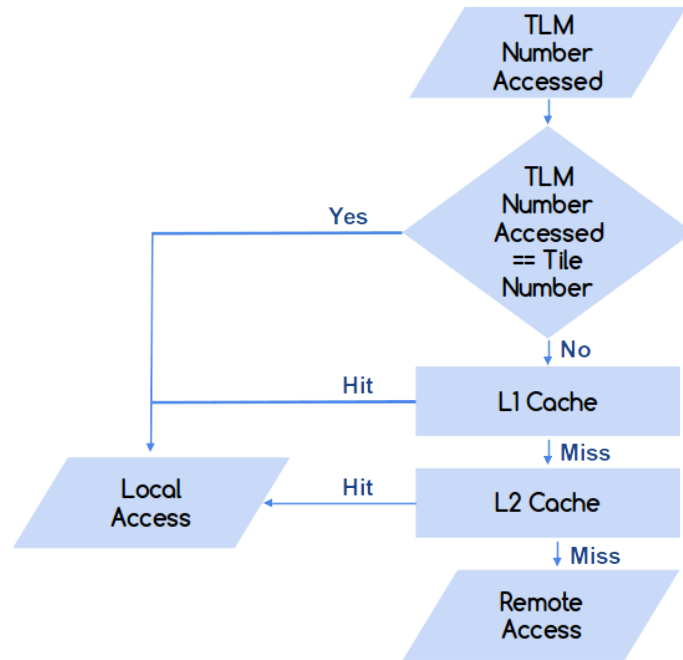 TLM
Number
Accessed
TLM
Number
Accessed
== Tile
Number
Yes
No
Hit
L1 Cache
Miss
Local
Access
Hit
L2 Cache
Miss
Remote
Access